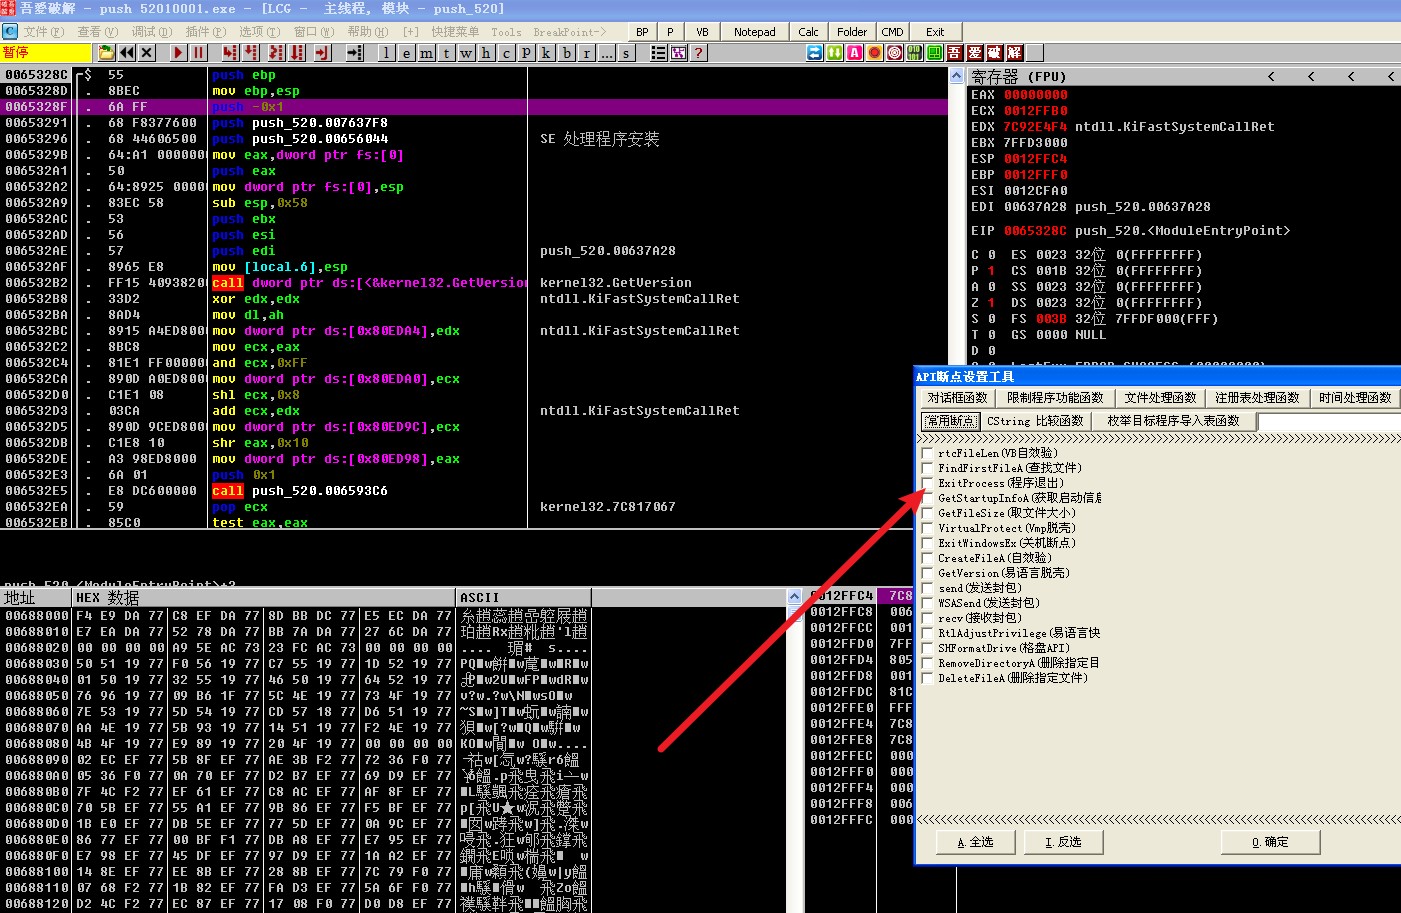 吾爱破解 - push 52010001.exe - [LCG - 主线程, 模块 - push_520]
文件(F) 查看(V) 调试(D) 插件(P) 选项(T) 窗口(W) 帮助(H) [+] 快捷菜单 Tools BreakPoint-> BP P VB Notepad Calc Folder CMD Exit
暂停 l e m t w h c p k b r ... s ? 吾 爱 破 解
0065328C $ 55 push ebp
0065328D . 8BEC mov ebp,esp
0065328F . 6A FF push -0x1
00653291 . 68 F8377600 push push_520.007637F8
00653296 . 68 44606500 push push_520.00656044 SE 处理程序安装
0065329B . 64:A1 0000000 mov eax,dword ptr fs:[0]
006532A1 . 50 push eax
006532A2 . 64:8925 00000 mov dword ptr fs:[0],esp
006532A9 . 83EC 58 sub esp,0x58
006532AC . 53 push ebx
006532AD . 56 push esi
006532AE . 57 push edi push_520.00637A28
006532AF . 8965 E8 mov [local.6],esp
006532B2 . FF15 40938200 call dword ptr ds:[<&kernel32.GetVersion kernel32.GetVersion
006532B8 . 33D2 xor edx,edx ntdll.KiFastSystemCallRet
006532BA . 8AD4 mov dl,ah
006532BC . 8915 A4ED8000 mov dword ptr ds:[0x80EDA4],edx ntdll.KiFastSystemCallRet
006532C2 . 8BC8 mov ecx,eax
006532C4 . 81E1 FF000000 and ecx,0xFF
006532CA . 890D A0ED8000 mov dword ptr ds:[0x80EDA0],ecx
006532D0 . C1E1 08 shl ecx,0x8
006532D3 . 03CA add ecx,edx ntdll.KiFastSystemCallRet
006532D5 . 890D 9CED8000 mov dword ptr ds:[0x80ED9C],ecx
006532DB . C1E8 10 shr eax,0x10
006532DE . A3 98ED8000 mov dword ptr ds:[0x80ED98],eax
006532E3 . 6A 01 push 0x1
006532E5 . E8 DC600000 call push_520.006593C6
006532EA . 59 pop ecx kernel32.7C817067
006532EB . 85C0 test eax,eax
寄存器 (FPU) < < < <
EAX 00000000
ECX 0012FFB0
EDX 7C92E4F4 ntdll.KiFastSystemCallRet
EBX 7FFD3000
ESP 0012FFC4
EBP 0012FFF0
ESI 0012CFA0
EDI 00637A28 push_520.00637A28
EIP 0065328C push_520.<ModuleEntryPoint>
C 0 ES 0023 32位 0(FFFFFFFF)
P 1 CS 001B 32位 0(FFFFFFFF)
A 0 SS 0023 32位 0(FFFFFFFF)
Z 1 DS 0023 32位 0(FFFFFFFF)
S 0 FS 003B 32位 7FFDF000(FFF)
T 0 GS 0000 NULL
D 0
API断点设置工具
对话框函数 限制程序功能函数 文件处理函数 注册表处理函数 时间处理函数
常用断点 CString 比较函数 枚举目标程序导入表函数
rtcFileLen(VB自效验)
FindFirstFileA(查找文件)
ExitProcess(程序退出)
GetStartupInfoA(获取启动信息
GetFileSize(取文件大小)
VirtualProtect(Vmp脱壳)
ExitWindowsEx(关机断点)
CreateFileA(自效验)
GetVersion(易语言脱壳)
send(发送封包)
WSASend(发送封包)
recv(接收封包)
RtlAdjustPrivilege(易语言快
SHFormatDrive(格盘API)
RemoveDirectoryA(删除指定目
DeleteFileA(删除指定文件)
A.全选 I.反选 O.确定
push_520.<ModuleEntryPoint>+3
地址 HEX 数据 ASCII
00688000 F4 E9 DA 77 C8 EF DA 77 8D BB DC 77 E5 EC DA 77
00688010 E7 EA DA 77 52 78 DA 77 BB 7A DA 77 27 6C DA 77
00688020 00 00 00 00 A9 5E AC 73 23 FC AC 73 00 00 00 00
00688030 50 51 19 77 F0 56 19 77 C7 55 19 77 1D 52 19 77
00688040 01 50 19 77 32 55 19 77 46 50 19 77 64 52 19 77
00688050 76 96 19 77 09 B6 1F 77 5C 4E 19 77 73 4F 19 77
00688060 7E 53 19 77 5D 54 19 77 CD 57 18 77 D6 51 19 77
00688070 AA 4E 19 77 5B 93 19 77 14 51 19 77 F2 4E 19 77
00688080 4B 4F 19 77 E9 89 19 77 20 4F 19 77 00 00 00 00
00688090 02 EC EF 77 5B 8F EF 77 AE 3B F2 77 72 36 F0 77
006880A0 05 36 F0 77 0A 70 EF 77 D2 B7 EF 77 69 D9 EF 77
006880B0 7F 4C F2 77 EF 61 EF 77 C8 AC EF 77 AF 8F EF 77
006880C0 70 5B EF 77 55 A1 EF 77 9B 86 EF 77 F5 BF EF 77
006880D0 1B E0 EF 77 DB 5E EF 77 77 5D EF 77 0A 9C EF 77
006880E0 86 77 EF 77 00 BF F1 77 DB A8 EF 77 E7 95 EF 77
006880F0 E7 98 EF 77 45 DF EF 77 97 D9 EF 77 1A A2 EF 77
00688100 14 8E EF 77 EE 8B EF 77 28 8B EF 77 7C 79 F0 77
00688110 07 68 F2 77 1B 82 EF 77 FA D3 EF 77 5A 6F F0 77
00688120 D2 4C F2 77 EC 87 EF 77 17 08 F0 77 D0 D8 EF 77
0012FFC4 7C8
0012FFC8 006
0012FFCC 001
0012FFD0 7FF
0012FFD4 805
0012FFD8 001
0012FFDC 81C
0012FFE0 FFF
0012FFE4 7C8
0012FFE8 7C8
0012FFEC 000
0012FFF0 000
0012FFF4 000
0012FFF8 006
0012FFFC 000